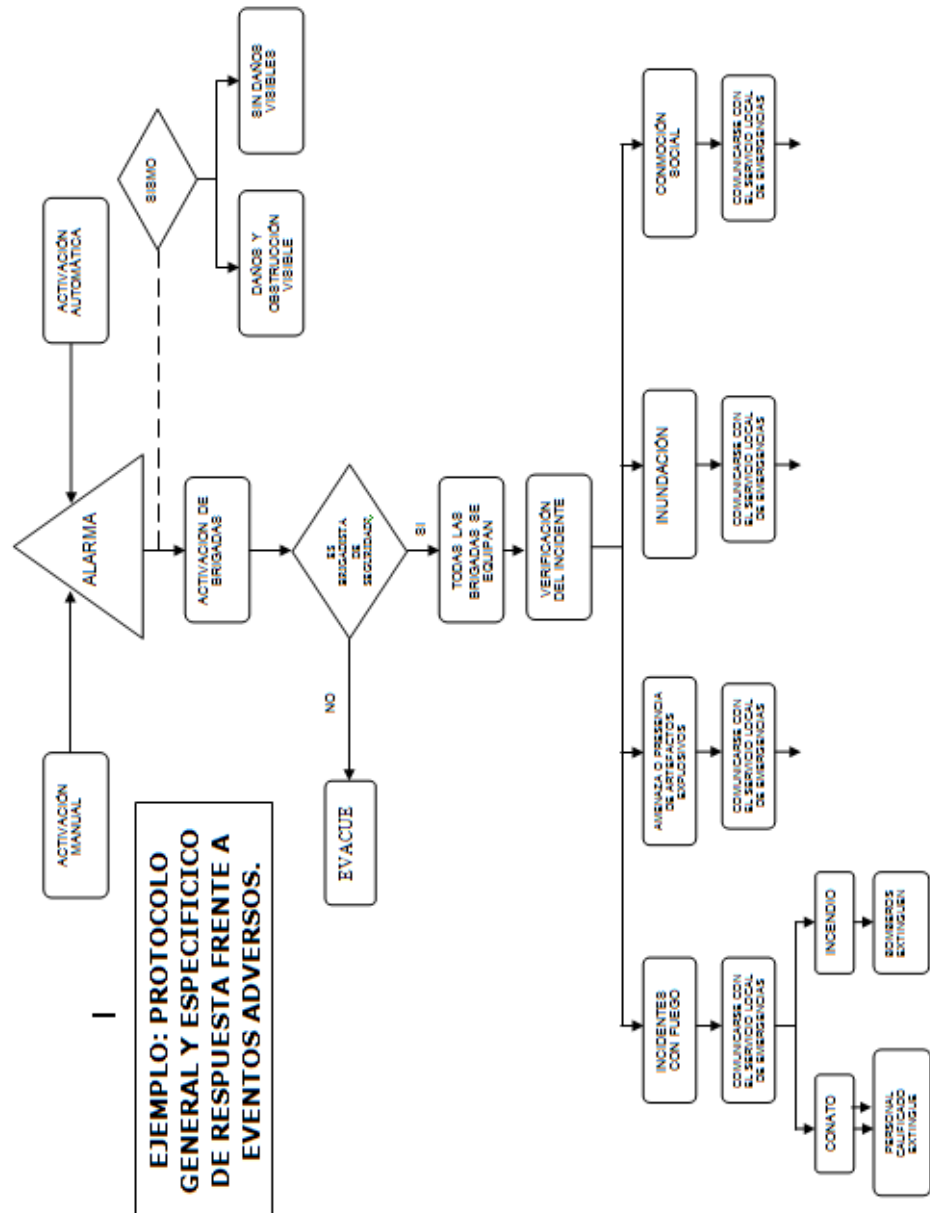 EJEMPLO: PROTOCOLO
GENERAL Y ESPECIFICICO
DE RESPUESTA FRENTE A
EVENTOS ADVERSOS.
ACTIVACIÓN
MANUAL
ALARMA
ACTIVACIÓN
AUTOMÁTICA
SISMO
DAÑOS Y
OBSTRUCCIÓN
VISIBLE
SIN DAÑOS
VISIBLES
ACTIVACION DE
BRIGADAS
ES
BRIGADISTA
DE
SEGURIDAD?,
NO
EVACUE
SI
TODAS LAS
BRIGADAS SE
EQUIPAN
VERIFICACIÓN
DEL INCIDENTE
INCIDENTES
CON FUEGO
COMUNICARSE CON
EL SERVICIO LOCAL
DE EMERGENCIAS
CONATO
PERSONAL
CALIFICADO
EXTINGUE
INCENDIO
BOMBEROS
EXTINGUEN
AMENAZA O PRESENCIA
DE ARTEFACTOS
EXPLOSIVOS
COMUNICARSE CON
EL SERVICIO LOCAL
DE EMERGENCIAS
INUNDACIÓN
COMUNICARSE CON
EL SERVICIO LOCAL
DE EMERGENCIAS
CONMOCIÓN
SOCIAL
COMUNICARSE CON
EL SERVICIO LOCAL
DE EMERGENCIAS